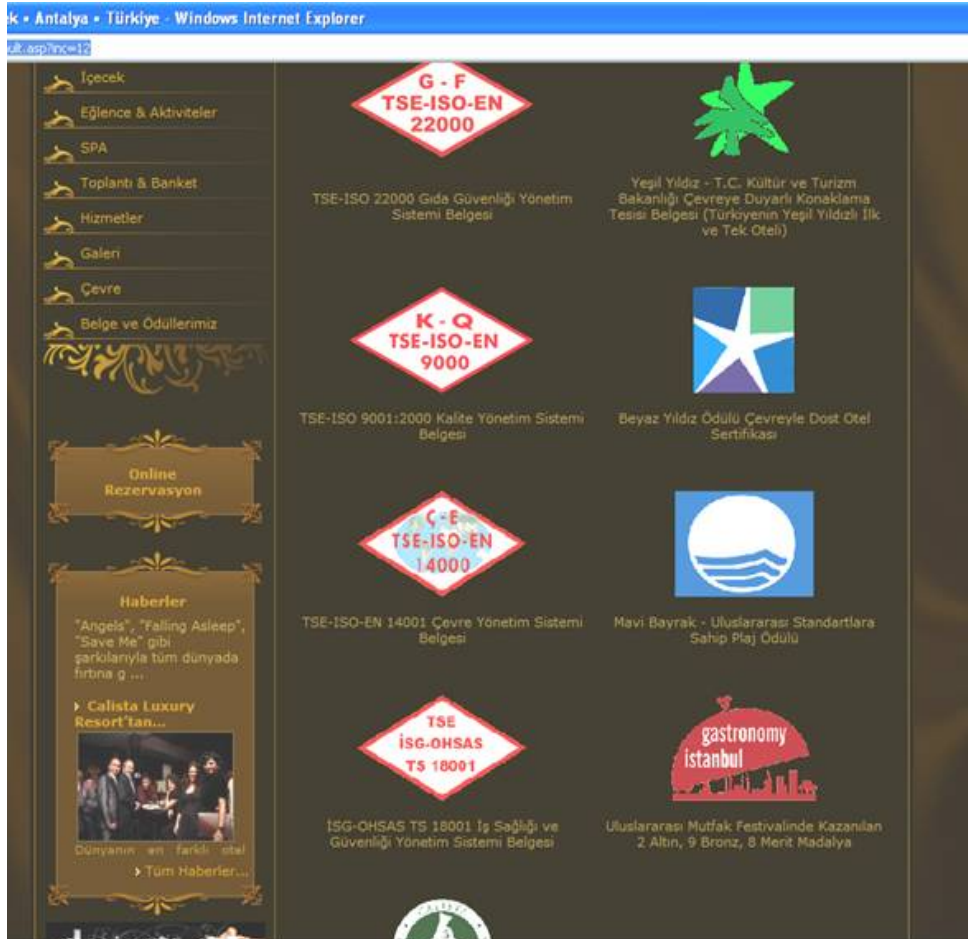 ek • Antalya • Türkiye - Windows Internet Explorer
ult.asp?inc=12
İçecek
Eğlence & Aktiviteler
SPA
Toplantı & Banket
Hizmetler
Galeri
Çevre
Belge ve Ödüllerimiz
Online
Rezervasyon
Haberler
"Angels", "Falling Asleep",
"Save Me" gibi
şarkılarıyla tüm dünyada
fırtına g ...
Calista Luxury
Resort'tan...
Dünyanın en farklı otel
Tüm Haberler...
G - F
TSE-ISO-EN
22000
TSE-ISO 22000 Gıda Güvenliği Yönetim
Sistemi Belgesi
Yeşil Yıldız - T.C. Kültür ve Turizm
Bakanlığı Çevreye Duyarlı Konaklama
Tesisi Belgesi (Türkiyenin Yeşil Yıldızlı İlk
ve Tek Oteli)
K - Q
TSE-ISO-EN
9000
TSE-ISO 9001:2000 Kalite Yönetim Sistemi
Belgesi
Beyaz Yıldız Ödülü Çevreyle Dost Otel
Sertifikası
Ç - E
TSE-ISO-EN
14000
TSE-ISO-EN 14001 Çevre Yönetim Sistemi
Belgesi
Mavi Bayrak - Uluslararası Standartlara
Sahip Plaj Ödülü
TSE
İSG-OHSAS
TS 18001
İSG-OHSAS TS 18001 İş Sağlığı ve
Güvenliği Yönetim Sistemi Belgesi
gastronomy
istanbul
Uluslararası Mutfak Festivalinde Kazanılan
2 Altın, 9 Bronz, 8 Merit Madalya
CALISTA